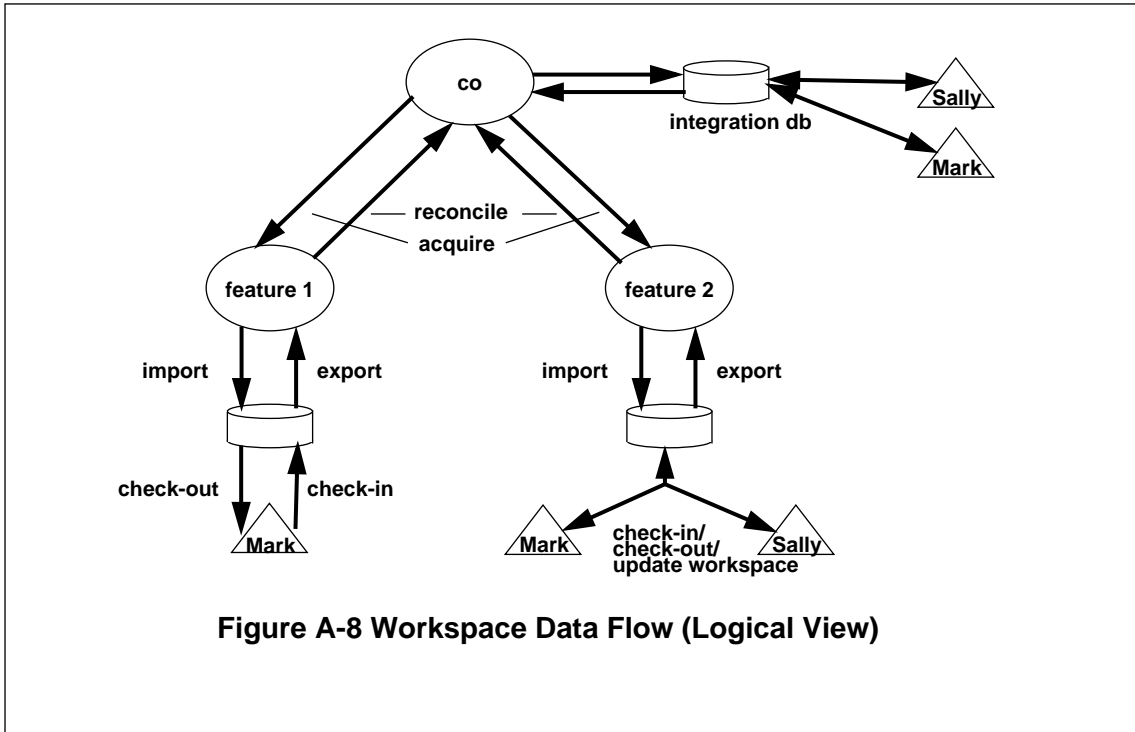 co
Sally
integration db
Mark
reconcile
acquire
feature 1
feature 2
import
export
import
export
check-out
check-in
Mark
Mark
check-in/
check-out/
update workspace
Sally
Figure A-8 Workspace Data Flow (Logical View)